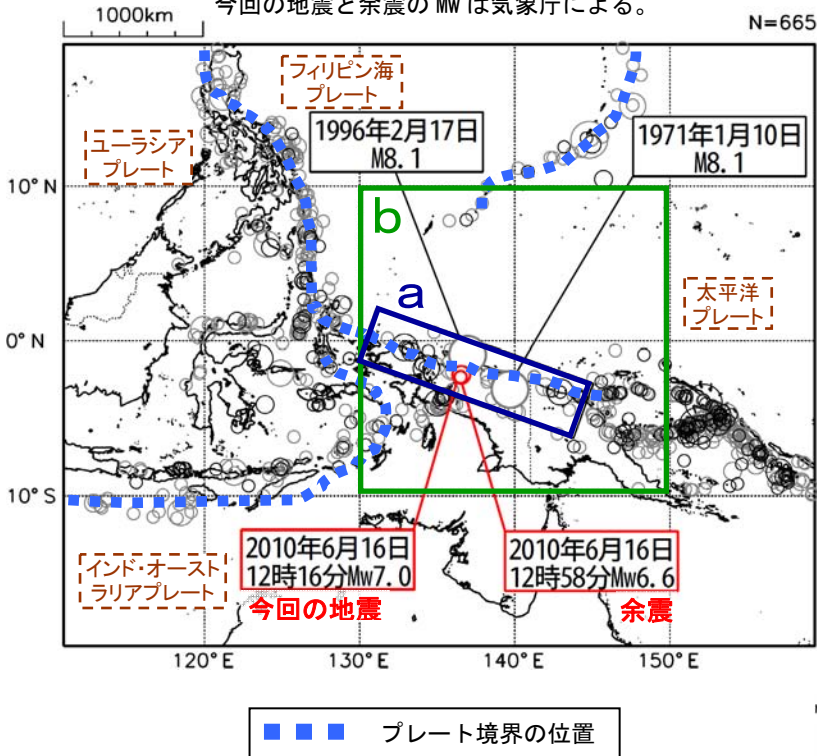 今回の地震と余震の Mw は気象庁による。
1000km
N=665
フィリピン海
プレート
1996年2月17日
M8.1
1971年1月10日
M8.1
ユーラシア
プレート
10°N
b
a
太平洋
プレート
0°N
10°S
2010年6月16日
12時16分Mw7.0
2010年6月16日
12時58分Mw6.6
インド・オースト
ラリアプレート
今回の地震
余震
120°E
130°E
140°E
150°E
プレート境界の位置